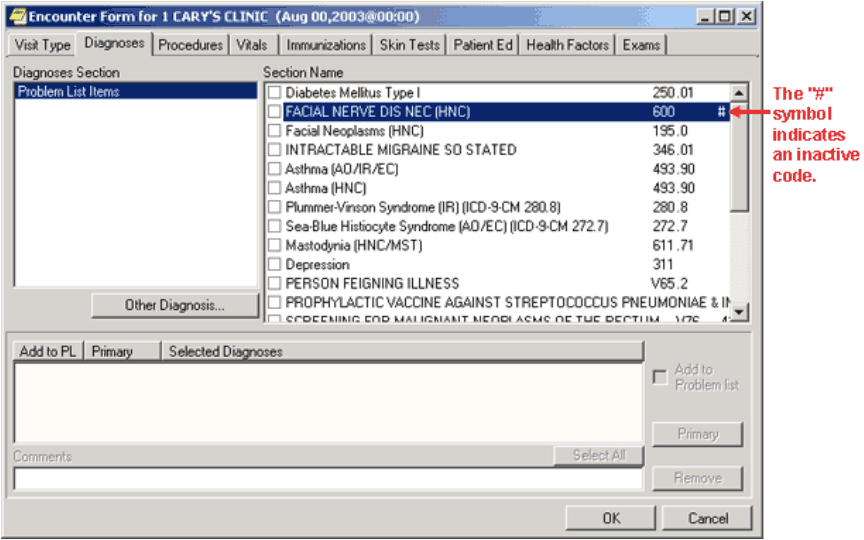 Encounter Form for 1 CARY'S CLINIC (Aug 00,2003@00:00)
Visit Type Diagnoses Procedures Vitals Immunizations Skin Tests Patient Ed Health Factors Exams
Diagnoses Section
Problem List Items
Other Diagnosis...
Section Name
Diabetes Mellitus Type I 250.01
FACIAL NERVE DIS NEC (HNC) 600 #
Facial Neoplasms (HNC) 195.0
INTRACTABLE MIGRAINE SO STATED 346.01
Asthma (AO/IR/EC) 493.90
Asthma (HNC) 493.90
Plummer-Vinson Syndrome (IR) (ICD-9-CM 280.8) 280.8
Sea-Blue Histiocyte Syndrome (AO/EC) (ICD-9-CM 272.7) 272.7
Mastodynia (HNC/MST) 611.71
Depression 311
PERSON FEIGNING ILLNESS V65.2
PROPHYLACTIC VACCINE AGAINST STREPTOCOCCUS PNEUMONIAE &
SCREENING FOR MALIGNANT NEOPLASMS OF THE RECTUM
The "#"
symbol
indicates
an inactive
code.
Add to PL Primary Selected Diagnoses
Add to
Problem list
Primary
Comments
Select All
Remove
OK Cancel